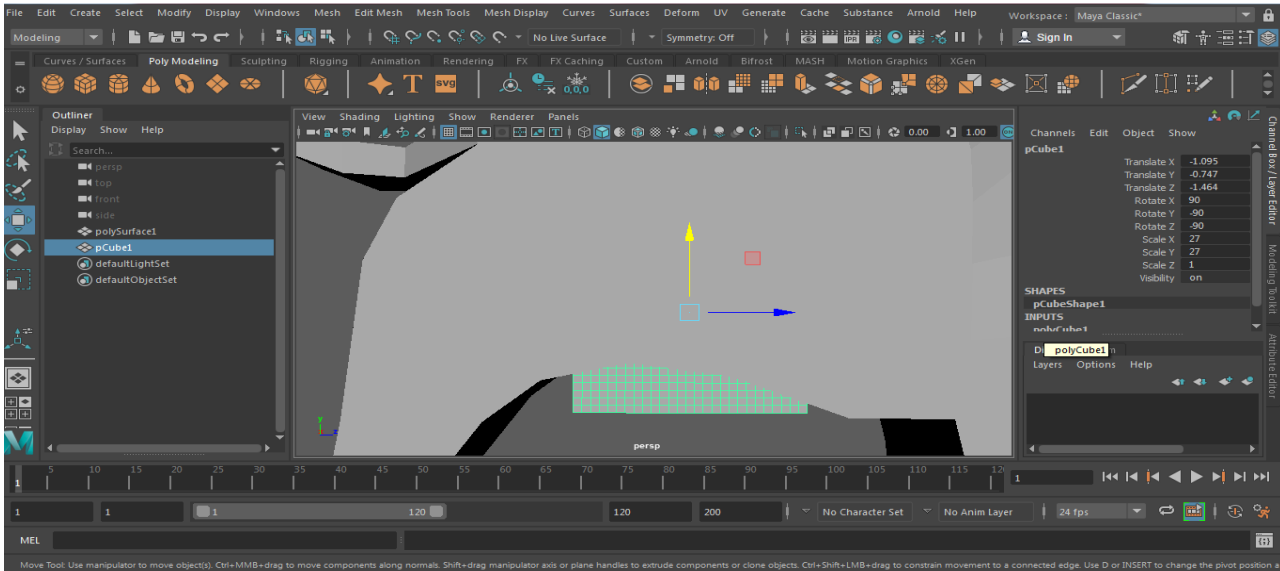 File Edit Create Select Modify Display Windows Mesh Edit Mesh Mesh Tools Mesh Display Curves Surfaces Deform UV Generate Cache Substance Arnold Help Workspace : Maya Classic*
Modeling No Live Surface Symmetry: Off Sign In
Curves / Surfaces Poly Modeling Sculpting Rigging Animation Rendering FX FX Caching Custom Arnold Bifrost MASH Motion Graphics XGen
T svg 0,0,0
Outliner
Display Show Help
Search...
persp
top
front
side
polySurface1
pCube1
defaultLightSet
defaultObjectSet
View Shading Lighting Show Renderer Panels
0.00 1.00
y
z
persp
Channels Edit Object Show
pCube1
Translate X -1.095
Translate Y -0.747
Translate Z -1.464
Rotate X 90
Rotate Y -90
Rotate Z -90
Scale X 27
Scale Y 27
Scale Z 1
Visibility on
SHAPES
pCubeShape1
INPUTS
polyCube1
polyCube1
Layers Options Help
Channel Box / Layer Editor
Modeling Toolkit
Attribute Editor
5 10 15 20 25 30 35 40 45 50 55 60 65 70 75 80 85 90 95 100 105 110 115 12
1 1
1 1 1 120 120 200 No Character Set No Anim Layer 24 fps
MEL
Move Tool: Use manipulator to move object(s). Ctrl+MMB+drag to move components along normals. Shift+drag manipulator axis or plane handles to extrude components or clone objects. Ctrl+Shift+LMB+drag to constrain movement to a connected edge. Use D or INSERT to change the pivot position a